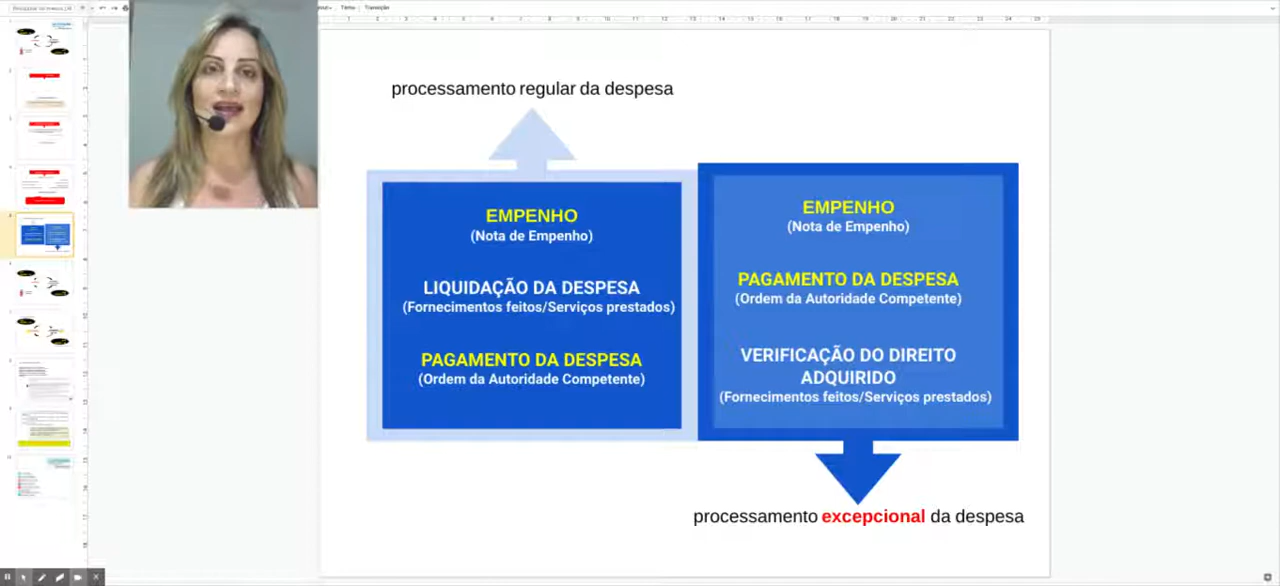 Tema
Transição
processamento regular da despesa
EMPENHO
(Nota de Empenho)
LIQUIDAÇÃO DA DESPESA
(Fornecimentos feitos/Serviços prestados)
PAGAMENTO DA DESPESA
(Ordem da Autoridade Competente)
EMPENHO
(Nota de Empenho)
PAGAMENTO DA DESPESA
(Ordem da Autoridade Competente)
VERIFICAÇÃO DO DIREITO
ADQUIRIDO
(Fornecimentos feitos/Serviços prestados)
processamento excepcional da despesa